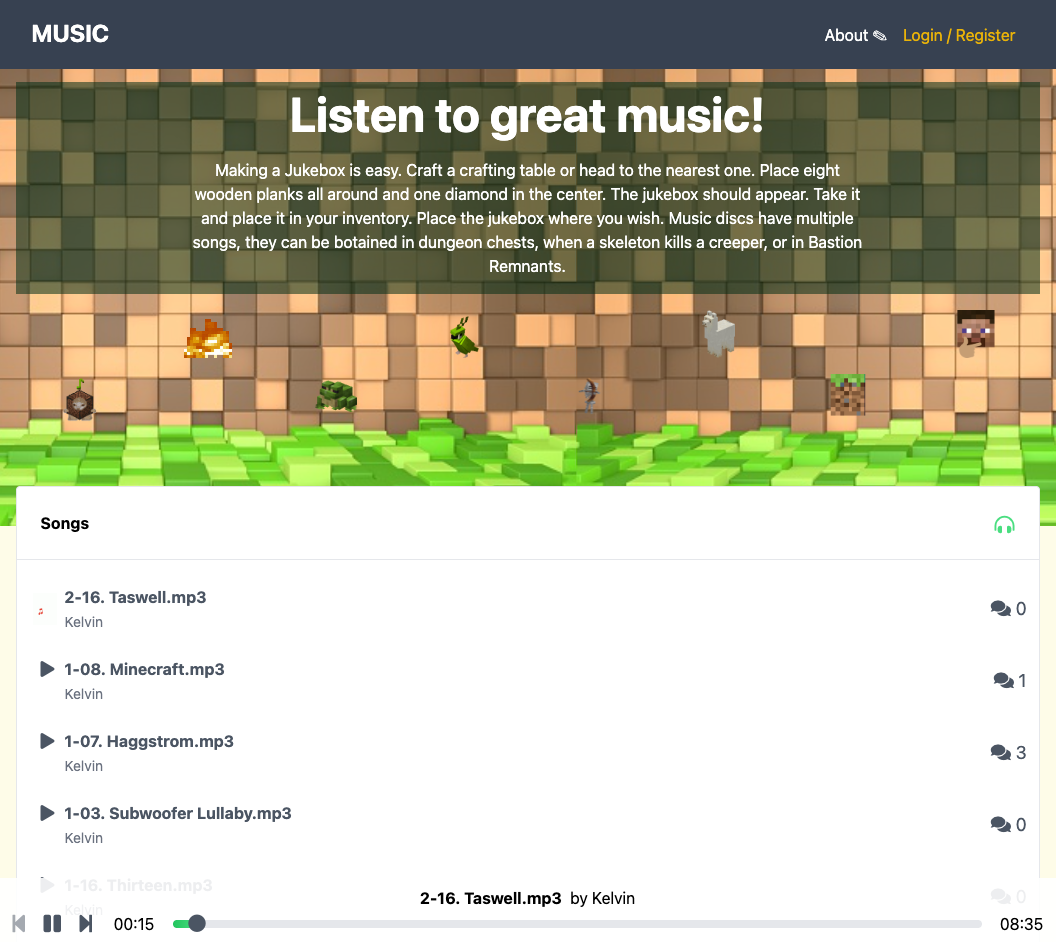 MUSIC
About ✎ Login / Register
Listen to great music!
Making a Jukebox is easy. Craft a crafting table or head to the nearest one. Place eight
wooden planks all around and one diamond in the center. The jukebox should appear. Take it
and place it in your inventory. Place the jukebox where you wish. Music discs have multiple
songs, they can be botained in dungeon chests, when a skeleton kills a creeper, or in Bastion
Remnants.
Songs
2-16. Taswell.mp3
Kelvin
0
1-08. Minecraft.mp3
Kelvin
1
1-07. Haggstrom.mp3
Kelvin
3
1-03. Subwoofer Lullaby.mp3
Kelvin
0
1-16. Thirteen.mp3
Kelvin
0
2-16. Taswell.mp3 by Kelvin
00:15
08:35